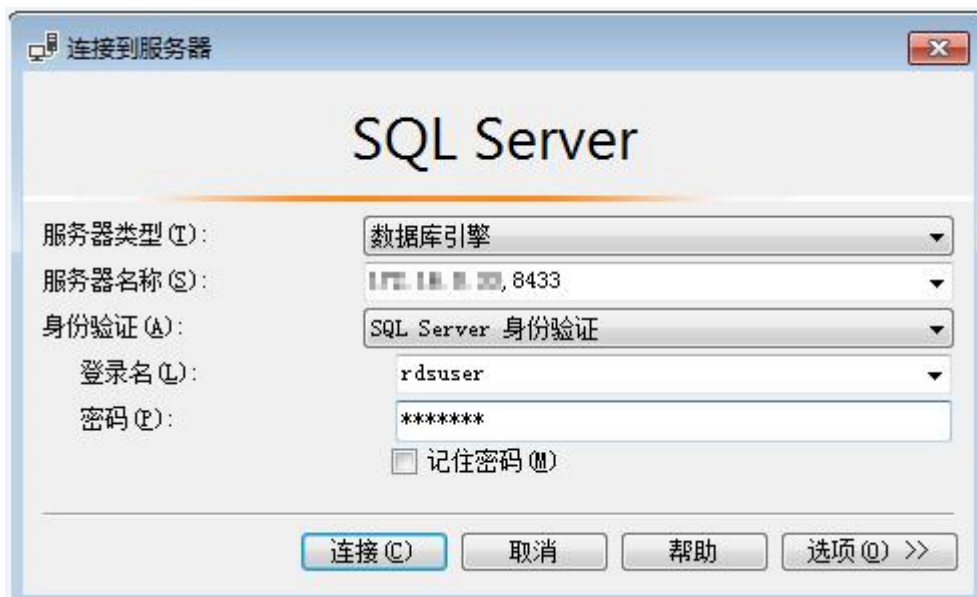 连接到服务器
SQL Server
服务器类型(T): 数据库引擎
服务器名称(S): , 8433
身份验证(A): SQL Server 身份验证
登录名(L): rdsuser
密码(P): *******
记住密码(M)
连接(C) 取消 帮助 选项(O) >>